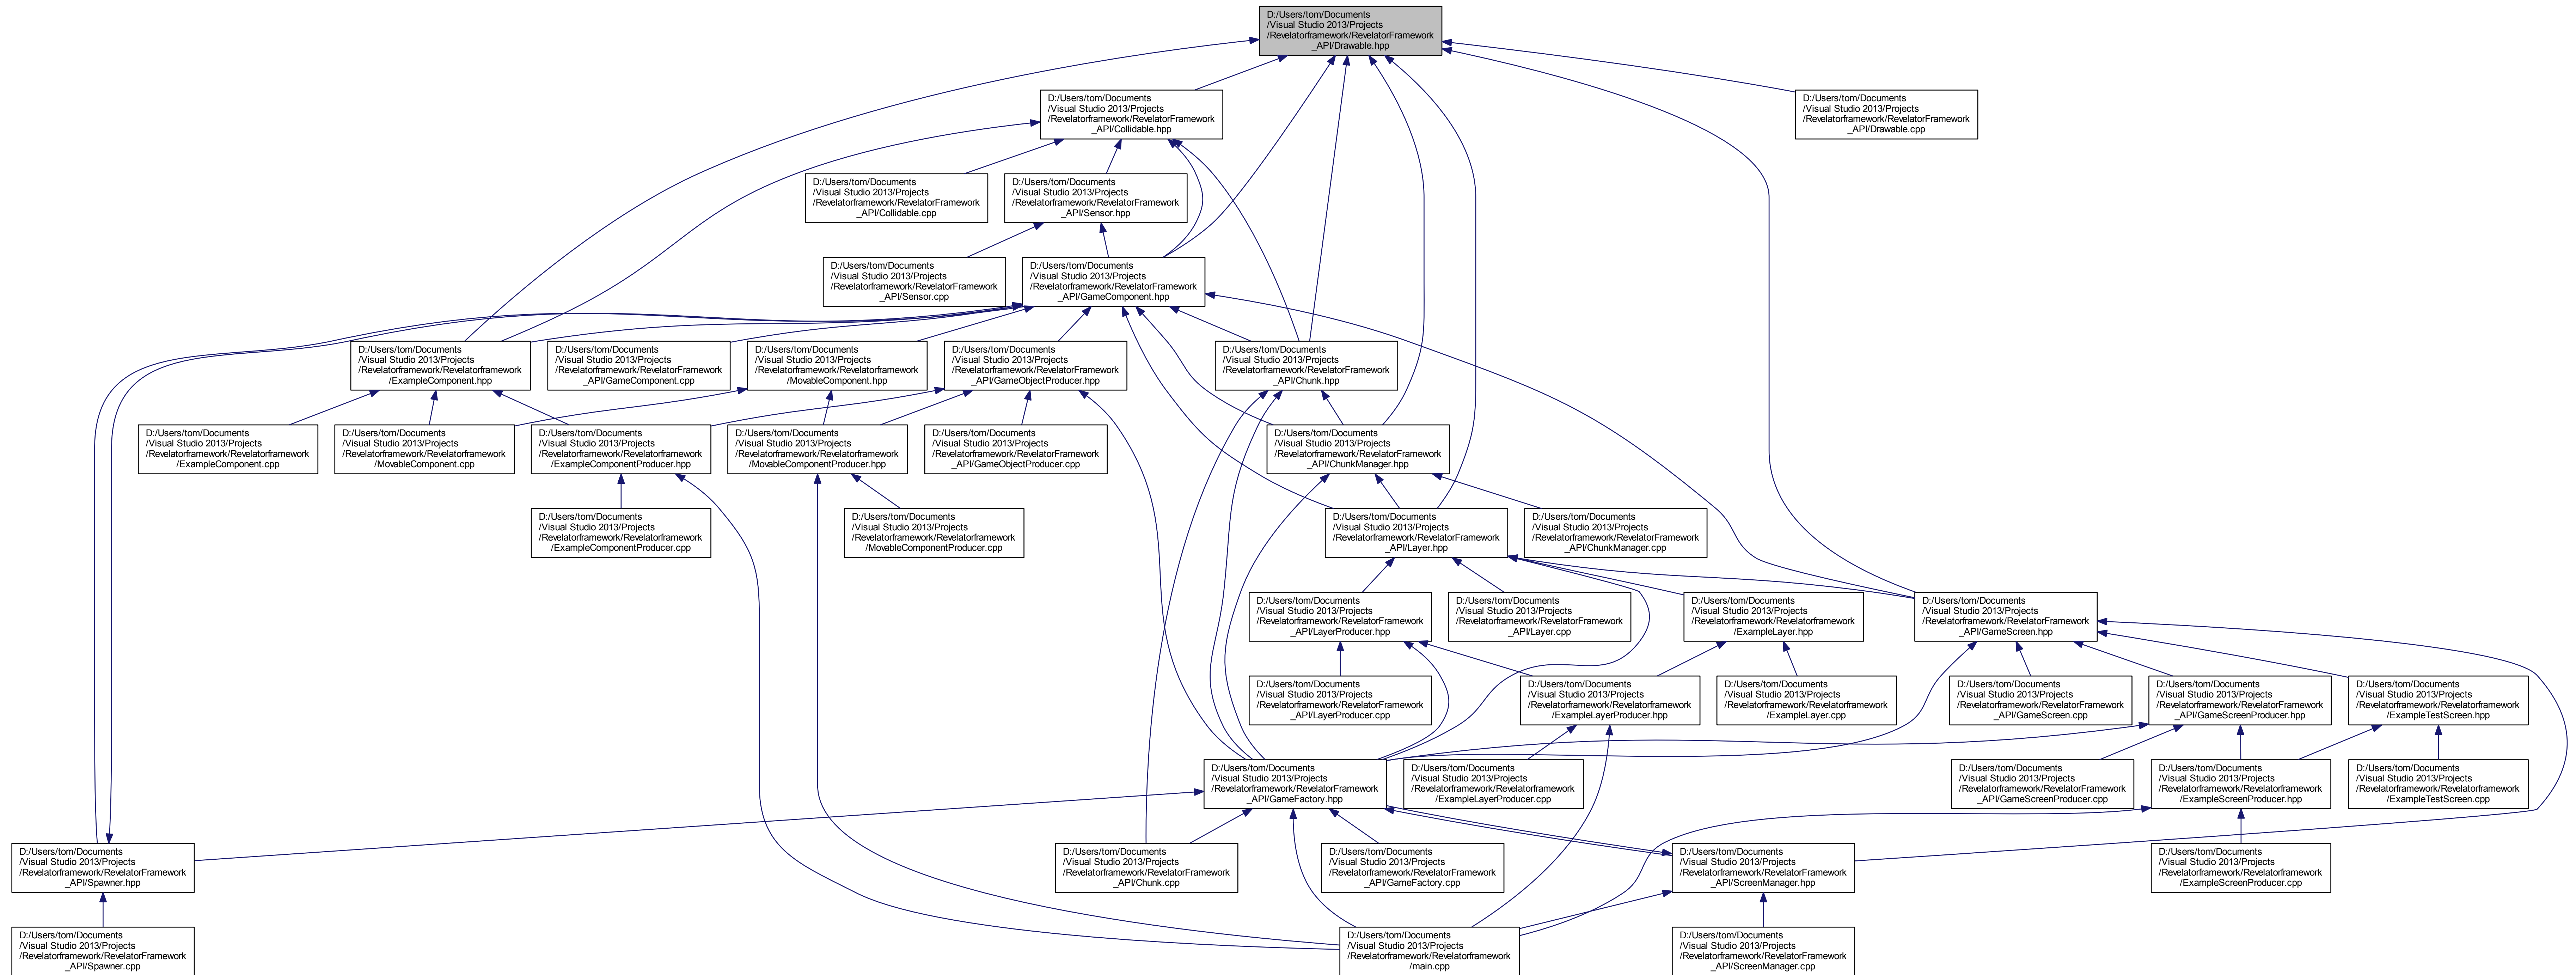 D:/Users/tom/Documents
/Visual Studio 2013/Projects
/Revelatorframework/RevelatorFramework
_API/Drawable.hpp
D:/Users/tom/Documents
/Visual Studio 2013/Projects
/Revelatorframework/RevelatorFramework
_API/Collidable.hpp
D:/Users/tom/Documents
/Visual Studio 2013/Projects
/Revelatorframework/RevelatorFramework
_API/Drawable.cpp
D:/Users/tom/Documents
/Visual Studio 2013/Projects
/Revelatorframework/RevelatorFramework
_API/Collidable.cpp
D:/Users/tom/Documents
/Visual Studio 2013/Projects
/Revelatorframework/RevelatorFramework
_API/Sensor.hpp
D:/Users/tom/Documents
/Visual Studio 2013/Projects
/Revelatorframework/RevelatorFramework
_API/Sensor.cpp
D:/Users/tom/Documents
/Visual Studio 2013/Projects
/Revelatorframework/RevelatorFramework
_API/GameComponent.hpp
D:/Users/tom/Documents
/Visual Studio 2013/Projects
/Revelatorframework/Revelatorframework
/ExampleComponent.hpp
D:/Users/tom/Documents
/Visual Studio 2013/Projects
/Revelatorframework/RevelatorFramework
_API/GameComponent.cpp
D:/Users/tom/Documents
/Visual Studio 2013/Projects
/Revelatorframework/Revelatorframework
/MovableComponent.hpp
D:/Users/tom/Documents
/Visual Studio 2013/Projects
/Revelatorframework/RevelatorFramework
_API/GameObjectProducer.hpp
D:/Users/tom/Documents
/Visual Studio 2013/Projects
/Revelatorframework/RevelatorFramework
_API/Chunk.hpp
D:/Users/tom/Documents
/Visual Studio 2013/Projects
/Revelatorframework/Revelatorframework
/ExampleComponent.cpp
D:/Users/tom/Documents
/Visual Studio 2013/Projects
/Revelatorframework/Revelatorframework
/MovableComponent.cpp
D:/Users/tom/Documents
/Visual Studio 2013/Projects
/Revelatorframework/Revelatorframework
/ExampleComponentProducer.hpp
D:/Users/tom/Documents
/Visual Studio 2013/Projects
/Revelatorframework/Revelatorframework
/MovableComponentProducer.hpp
D:/Users/tom/Documents
/Visual Studio 2013/Projects
/Revelatorframework/RevelatorFramework
_API/GameObjectProducer.cpp
D:/Users/tom/Documents
/Visual Studio 2013/Projects
/Revelatorframework/RevelatorFramework
_API/ChunkManager.hpp
D:/Users/tom/Documents
/Visual Studio 2013/Projects
/Revelatorframework/Revelatorframework
/ExampleComponentProducer.cpp
D:/Users/tom/Documents
/Visual Studio 2013/Projects
/Revelatorframework/Revelatorframework
/MovableComponentProducer.cpp
D:/Users/tom/Documents
/Visual Studio 2013/Projects
/Revelatorframework/RevelatorFramework
_API/Layer.hpp
D:/Users/tom/Documents
/Visual Studio 2013/Projects
/Revelatorframework/RevelatorFramework
_API/ChunkManager.cpp
D:/Users/tom/Documents
/Visual Studio 2013/Projects
/Revelatorframework/RevelatorFramework
_API/LayerProducer.hpp
D:/Users/tom/Documents
/Visual Studio 2013/Projects
/Revelatorframework/RevelatorFramework
_API/Layer.cpp
D:/Users/tom/Documents
/Visual Studio 2013/Projects
/Revelatorframework/Revelatorframework
/ExampleLayer.hpp
D:/Users/tom/Documents
/Visual Studio 2013/Projects
/Revelatorframework/RevelatorFramework
_API/GameScreen.hpp
D:/Users/tom/Documents
/Visual Studio 2013/Projects
/Revelatorframework/RevelatorFramework
_API/LayerProducer.cpp
D:/Users/tom/Documents
/Visual Studio 2013/Projects
/Revelatorframework/Revelatorframework
/ExampleLayerProducer.hpp
D:/Users/tom/Documents
/Visual Studio 2013/Projects
/Revelatorframework/Revelatorframework
/ExampleLayer.cpp
D:/Users/tom/Documents
/Visual Studio 2013/Projects
/Revelatorframework/RevelatorFramework
_API/GameScreen.cpp
D:/Users/tom/Documents
/Visual Studio 2013/Projects
/Revelatorframework/RevelatorFramework
_API/GameScreenProducer.hpp
D:/Users/tom/Documents
/Visual Studio 2013/Projects
/Revelatorframework/Revelatorframework
/ExampleTestScreen.hpp
D:/Users/tom/Documents
/Visual Studio 2013/Projects
/Revelatorframework/RevelatorFramework
_API/GameFactory.hpp
D:/Users/tom/Documents
/Visual Studio 2013/Projects
/Revelatorframework/Revelatorframework
/ExampleLayerProducer.cpp
D:/Users/tom/Documents
/Visual Studio 2013/Projects
/Revelatorframework/RevelatorFramework
_API/GameScreenProducer.cpp
D:/Users/tom/Documents
/Visual Studio 2013/Projects
/Revelatorframework/Revelatorframework
/ExampleScreenProducer.hpp
D:/Users/tom/Documents
/Visual Studio 2013/Projects
/Revelatorframework/Revelatorframework
/ExampleTestScreen.cpp
D:/Users/tom/Documents
/Visual Studio 2013/Projects
/Revelatorframework/RevelatorFramework
_API/Spawner.hpp
D:/Users/tom/Documents
/Visual Studio 2013/Projects
/Revelatorframework/RevelatorFramework
_API/Chunk.cpp
D:/Users/tom/Documents
/Visual Studio 2013/Projects
/Revelatorframework/RevelatorFramework
_API/GameFactory.cpp
D:/Users/tom/Documents
/Visual Studio 2013/Projects
/Revelatorframework/RevelatorFramework
_API/ScreenManager.hpp
D:/Users/tom/Documents
/Visual Studio 2013/Projects
/Revelatorframework/Revelatorframework
/ExampleScreenProducer.cpp
D:/Users/tom/Documents
/Visual Studio 2013/Projects
/Revelatorframework/RevelatorFramework
_API/Spawner.cpp
D:/Users/tom/Documents
/Visual Studio 2013/Projects
/Revelatorframework/Revelatorframework
/main.cpp
D:/Users/tom/Documents
/Visual Studio 2013/Projects
/Revelatorframework/RevelatorFramework
_API/ScreenManager.cpp